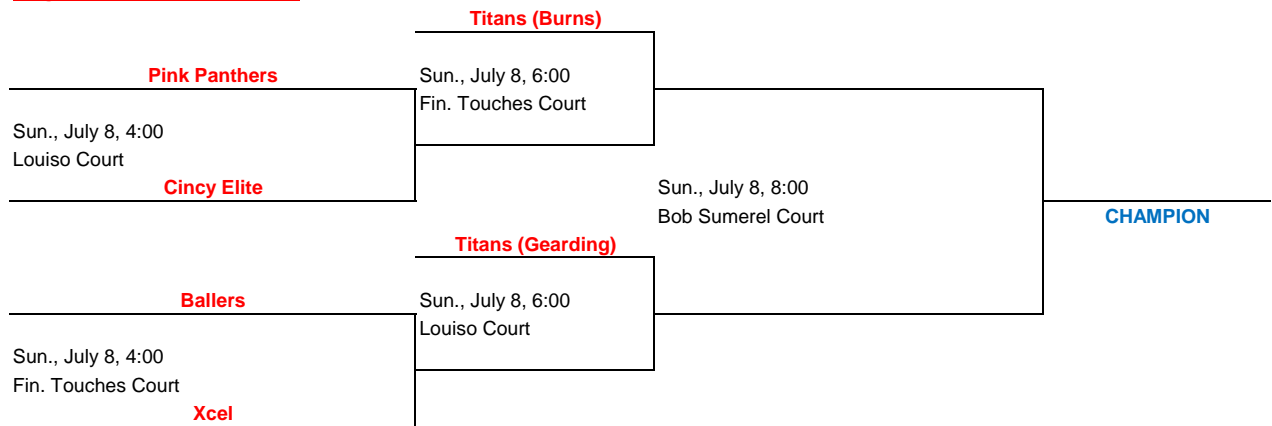 Titans (Burns)
Pink Panthers
Sun., July 8, 6:00
Fin. Touches Court
Sun., July 8, 4:00
Louiso Court
Cincy Elite
Sun., July 8, 8:00
Bob Sumerel Court
CHAMPION
Titans (Gearding)
Ballers
Sun., July 8, 6:00
Louiso Court
Sun., July 8, 4:00
Fin. Touches Court
Xcel